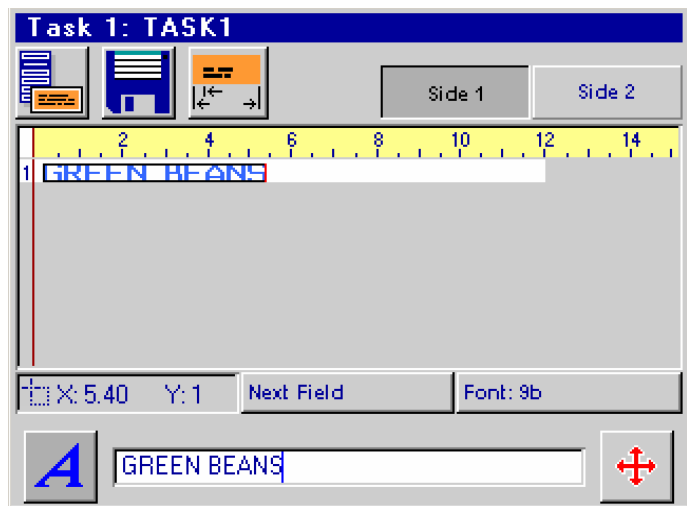 Task 1: TASK1
Side 1 Side 2
2 4 6 8 10 12 14
1 GREEN BEANS
X: 5.40 Y: 1 Next Field Font: 9b
A GREEN BEANS